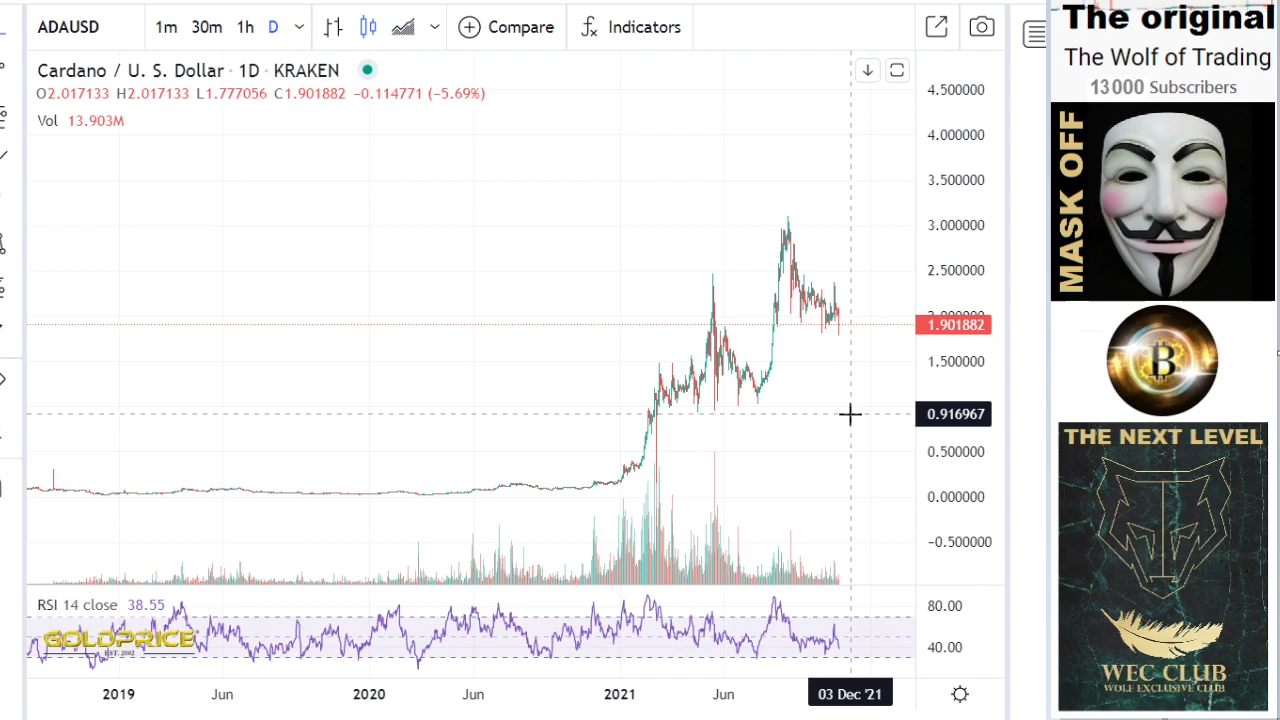 ADAUSD
1m 30m 1h D
Compare
Indicators
Cardano / U. S. Dollar · 1D · KRAKEN
O2.017133 H2.017133 L1.777056 C1.901882 −0.114771 (−5.69%)
Vol 13.903M
4.500000
4.000000
3.500000
3.000000
2.500000
1.901882
1.500000
0.916967
0.500000
0.000000
−0.500000
RSI 14 close 38.55
80.00
40.00
GOLDPRICE
EST. 2002
2019 Jun 2020 Jun 2021 Jun 03 Dec '21
The original
The Wolf of Trading
13000 Subscribers
MASK OFF
B
THE NEXT LEVEL
WEC CLUB
WOLF EXCLUSIVE CLUB